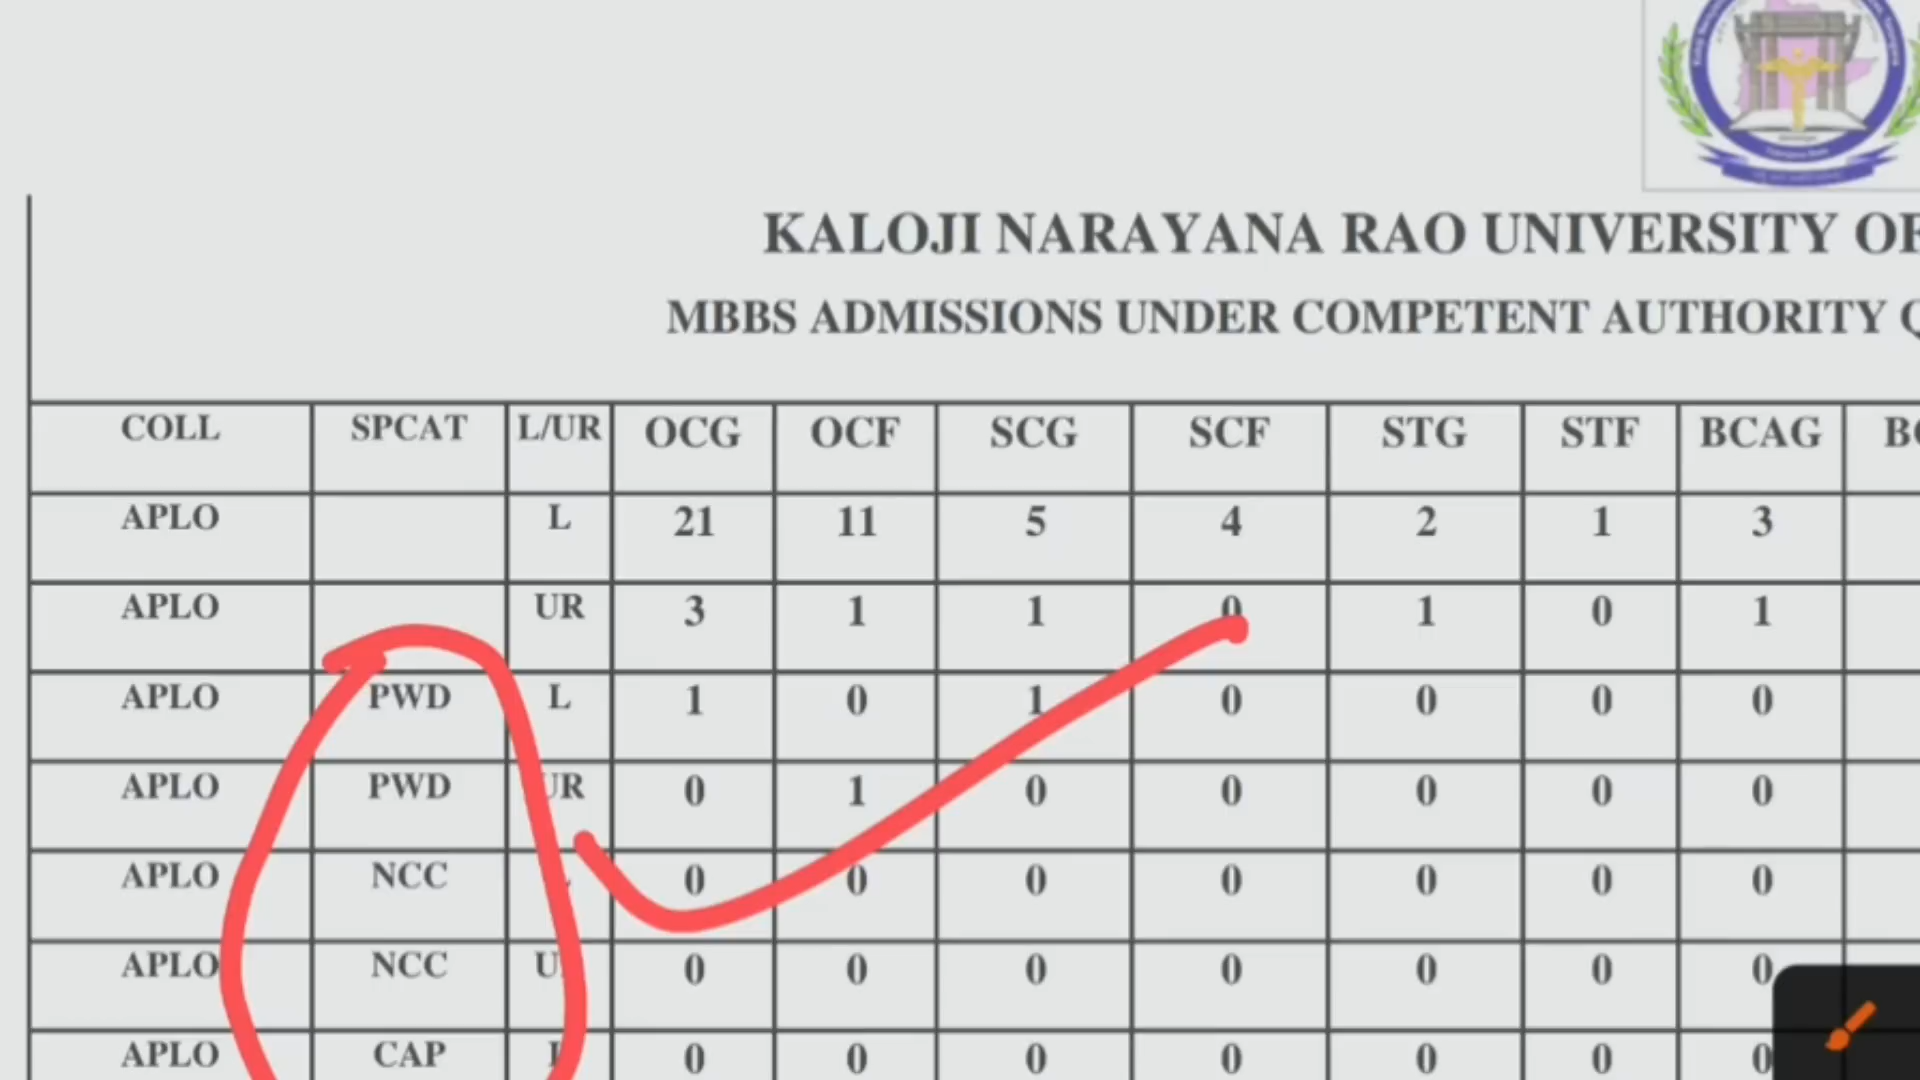 KALOJI NARAYANA RAO UNIVERSITY OF
MBBS ADMISSIONS UNDER COMPETENT AUTHORITY Q
COLL SPCAT L/UR OCG OCF SCG SCF STG STF BCAG
APLO L 21 11 5 4 2 1 3
APLO UR 3 1 1 0 1 0 1
APLO PWD L 1 0 1 0 0 0 0
APLO PWD UR 0 1 0 0 0 0 0
APLO NCC 0 0 0 0 0 0 0
APLO NCC U 0 0 0 0 0 0 0
APLO CAP 0 0 0 0 0 0 0